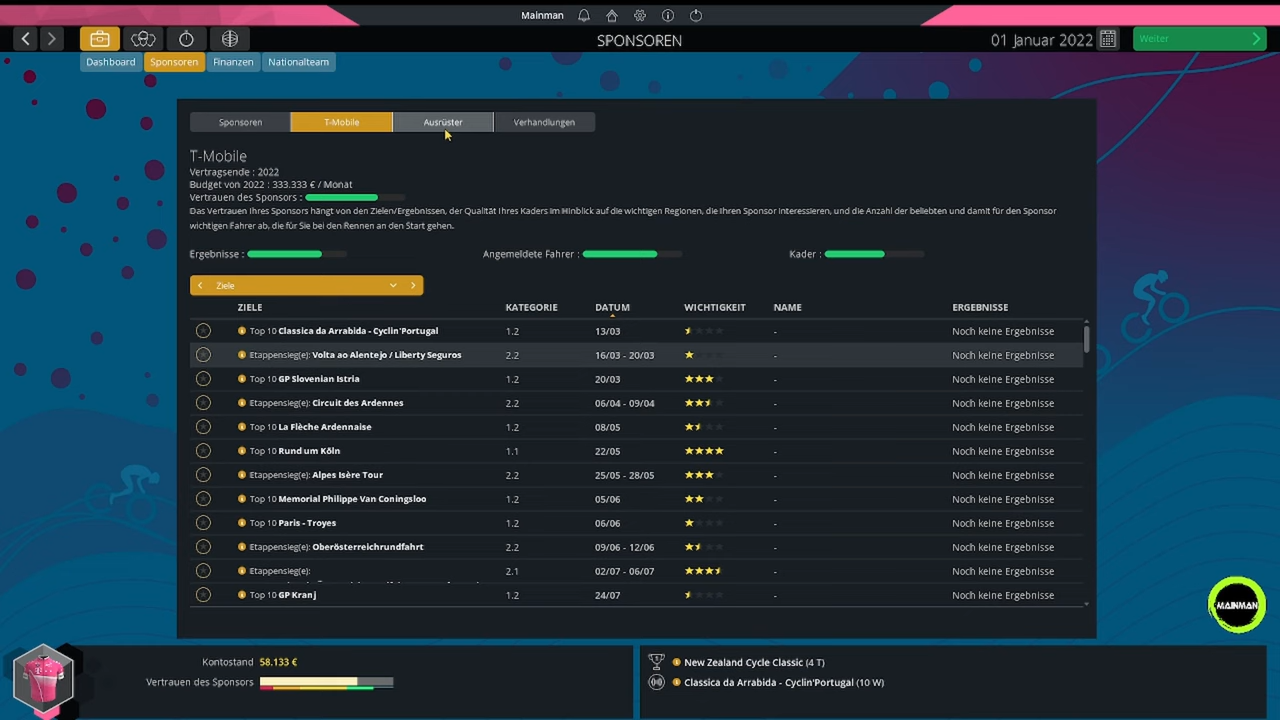 Mainman
SPONSOREN
01 Januar 2022
Weiter
Dashboard
Sponsoren
Finanzen
Nationalteam
Sponsoren
T-Mobile
Ausrüster
Verhandlungen
T-Mobile
Vertragsende : 2022
Budget von 2022 : 333.333 € / Monat
Vertrauen des Sponsors :
Das Vertrauen Ihres Sponsors hängt von den Zielen/Ergebnissen, der Qualität Ihres Kaders im Hinblick auf die wichtigen Regionen, die Ihren Sponsor interessieren, und die Anzahl der beliebten und damit für den Sponsor
wichtigen Fahrer ab, die für Sie bei den Rennen an den Start gehen.
Ergebnisse :
Angemeldete Fahrer :
Kader :
Ziele
ZIELE KATEGORIE DATUM WICHTIGKEIT NAME ERGEBNISSE
Top 10 Classica da Arrabida - Cyclin'Portugal 1.2 13/03 - Noch keine Ergebnisse
Etappensieg(e): Volta ao Alentejo / Liberty Seguros 2.2 16/03 - 20/03 - Noch keine Ergebnisse
Top 10 GP Slovenian Istria 1.2 20/03 - Noch keine Ergebnisse
Etappensieg(e): Circuit des Ardennes 2.2 06/04 - 09/04 - Noch keine Ergebnisse
Top 10 La Flèche Ardennaise 1.2 08/05 - Noch keine Ergebnisse
Top 10 Rund um Köln 1.1 22/05 - Noch keine Ergebnisse
Etappensieg(e): Alpes Isère Tour 2.2 25/05 - 28/05 - Noch keine Ergebnisse
Top 10 Memorial Philippe Van Coningsloo 1.2 05/06 - Noch keine Ergebnisse
Top 10 Paris - Troyes 1.2 06/06 - Noch keine Ergebnisse
Etappensieg(e): Oberösterreichrundfahrt 2.2 09/06 - 12/06 - Noch keine Ergebnisse
Etappensieg(e): 2.1 02/07 - 06/07 - Noch keine Ergebnisse
Top 10 GP Kranj 1.2 24/07 - Noch keine Ergebnisse
MAINMAN
Kontostand 58.133 €
Vertrauen des Sponsors
New Zealand Cycle Classic (4 T)
Classica da Arrabida - Cyclin'Portugal (10 W)